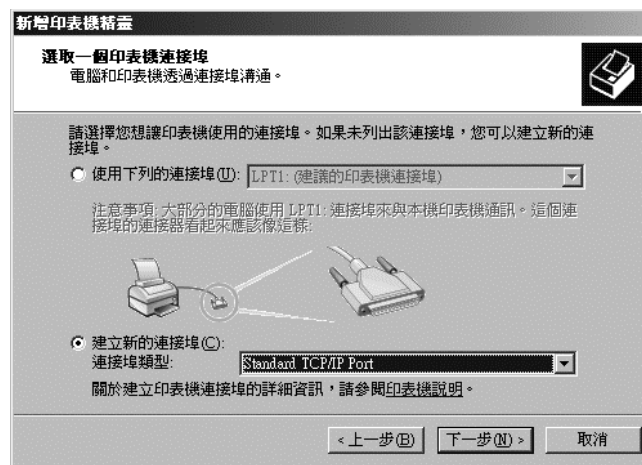 新增印表機精靈
選取一個印表機連接埠
電腦和印表機透過連接埠溝通。
請選擇您想讓印表機使用的連接埠。如果未列出該連接埠，您可以建立新的連
接埠。
使用下列的連接埠(U): LPT1: (建議的印表機連接埠)
注意事項: 大部分的電腦使用 LPT1: 連接埠來與本機印表機通訊。這個連
接埠的連接器看起來應該像這樣:
建立新的連接埠(C):
連接埠類型: Standard TCP/IP Port
關於建立印表機連接埠的詳細資訊，請參閱印表機說明。
<上一步(B) 下一步(N)> 取消